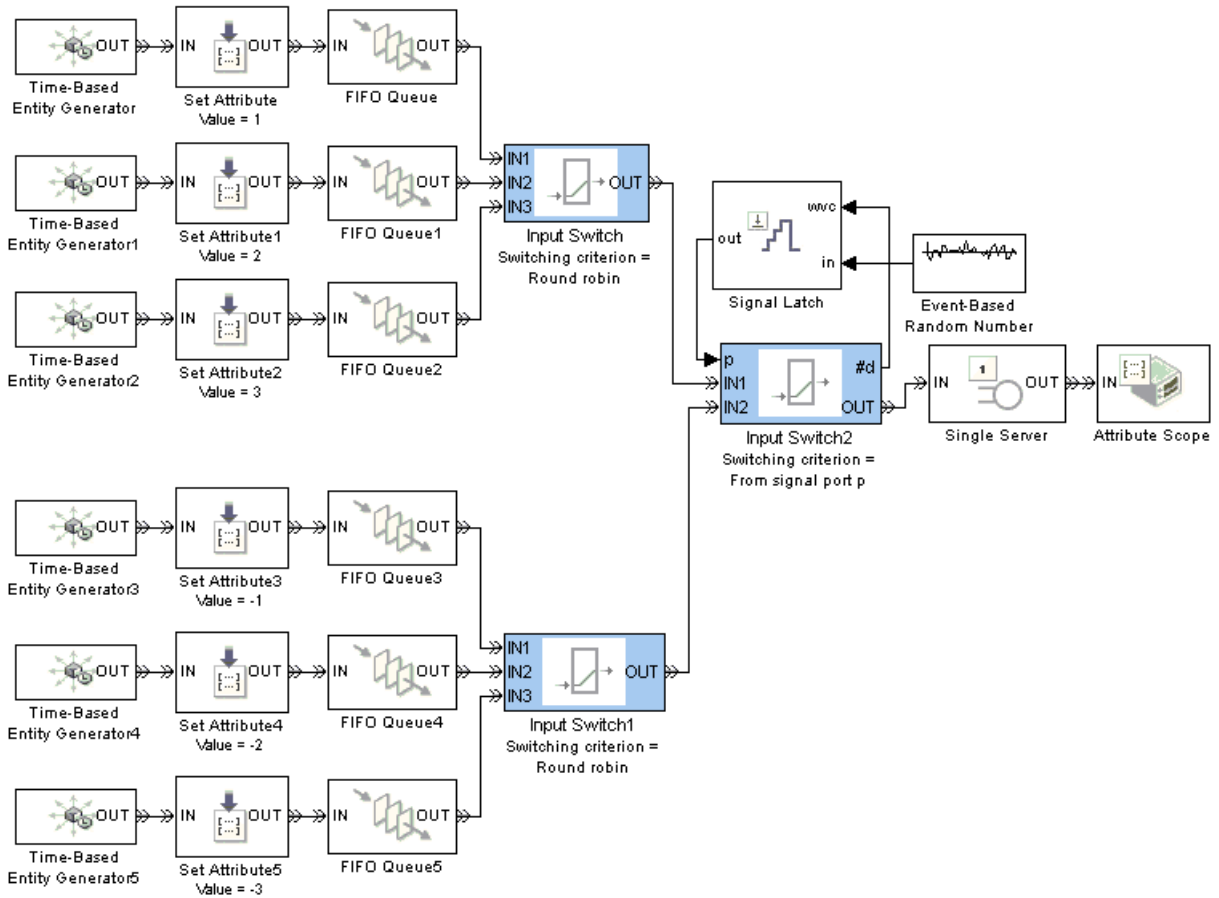 OUT
Time-Based
Entity Generator
IN
OUT
Set Attribute
Value = 1
IN
OUT
FIFO Queue
OUT
Time-Based
Entity Generator1
IN
OUT
Set Attribute1
Value = 2
IN
OUT
FIFO Queue1
OUT
Time-Based
Entity Generator2
IN
OUT
Set Attribute2
Value = 3
IN
OUT
FIFO Queue2
IN1
IN2
IN3
OUT
Input Switch
Switching criterion =
Round robin
wvc
out
in
Signal Latch
Event-Based
Random Number
p
IN1
IN2
#d
OUT
Input Switch2
Switching criterion =
From signal port p
IN
1
OUT
Single Server
IN
Attribute Scope
OUT
Time-Based
Entity Generator3
IN
OUT
Set Attribute3
Value = -1
IN
OUT
FIFO Queue3
OUT
Time-Based
Entity Generator4
IN
OUT
Set Attribute4
Value = -2
IN
OUT
FIFO Queue4
OUT
Time-Based
Entity Generator5
IN
OUT
Set Attribute5
Value = -3
IN
OUT
FIFO Queue5
IN1
IN2
IN3
OUT
Input Switch1
Switching criterion =
Round robin